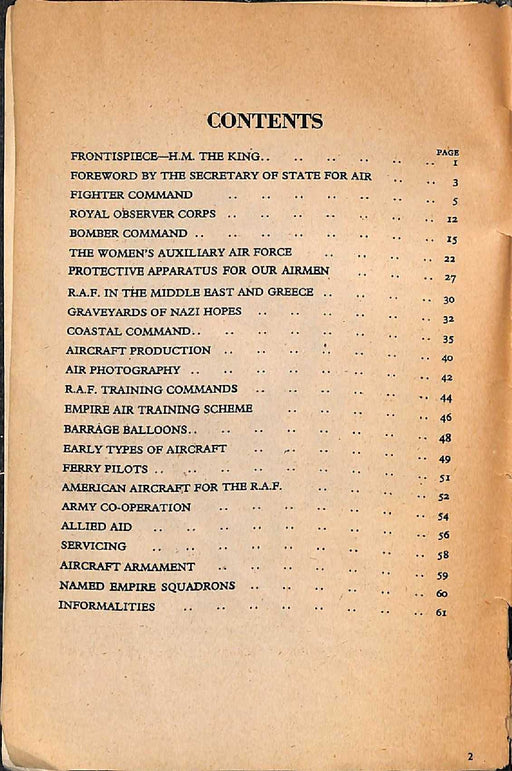 CONTENTS
PAGE
FRONTISPIECE—H.M. THE KING.. .. .. .. .. .. 1
FOREWORD BY THE SECRETARY OF STATE FOR AIR .. .. 3
FIGHTER COMMAND .. .. .. .. .. .. .. 5
ROYAL OBSERVER CORPS .. .. .. .. .. .. .. 12
BOMBER COMMAND .. .. .. .. .. .. .. .. 15
THE WOMEN'S AUXILIARY AIR FORCE .. .. .. .. 22
PROTECTIVE APPARATUS FOR OUR AIRMEN .. .. .. 27
R.A.F. IN THE MIDDLE EAST AND GREECE .. .. .. .. 30
GRAVEYARDS OF NAZI HOPES .. .. .. .. .. .. 32
COASTAL COMMAND.. .. .. .. .. .. .. .. 35
AIRCRAFT PRODUCTION .. .. .. .. .. .. .. 40
AIR PHOTOGRAPHY .. .. .. .. .. .. .. .. 42
R.A.F. TRAINING COMMANDS .. .. .. .. .. .. 44
EMPIRE AIR TRAINING SCHEME .. .. .. .. .. 46
BARRAGE BALLOONS.. .. .. .. .. .. .. .. 48
EARLY TYPES OF AIRCRAFT .. .. .. .. .. .. 49
FERRY PILOTS .. .. .. .. .. .. .. .. .. 51
AMERICAN AIRCRAFT FOR THE R.A.F. .. .. .. .. 52
ARMY CO-OPERATION .. .. .. .. .. .. .. 54
ALLIED AID .. .. .. .. .. .. .. .. .. 56
SERVICING .. .. .. .. .. .. .. .. .. 58
AIRCRAFT ARMAMENT .. .. .. .. .. .. .. 59
NAMED EMPIRE SQUADRONS .. .. .. .. .. .. 60
INFORMALITIES .. .. .. .. .. .. .. .. 61
2